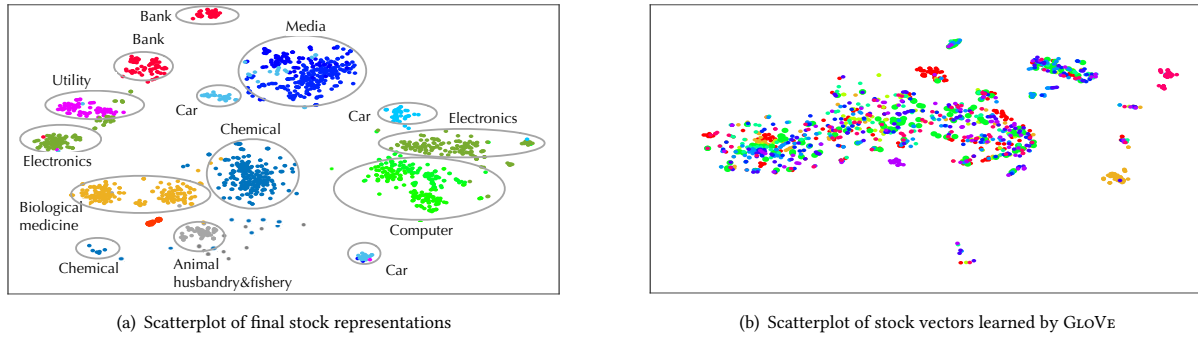 Bank
Media
Bank
Utility
Car
Car
Electronics
Chemical
Electronics
Biological
medicine
Computer
Chemical
Animal
husbandry&fishery
Car
(a) Scatterplot of final stock representations
(b) Scatterplot of stock vectors learned by GLOVE